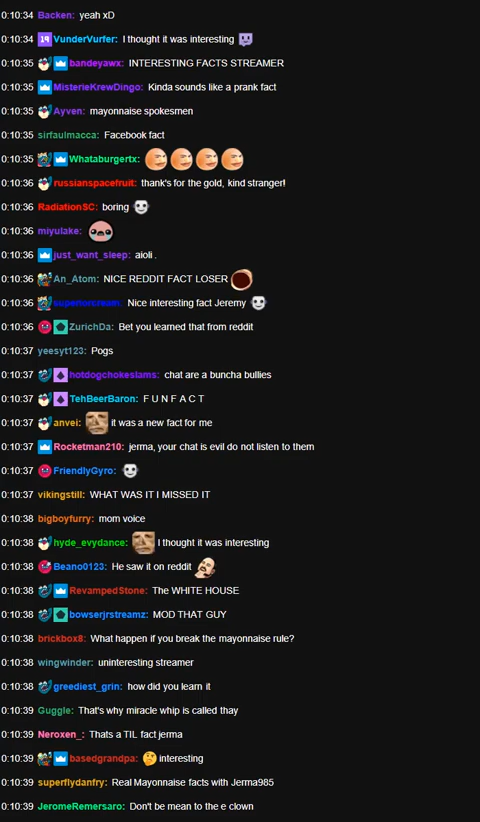 0:10:34 Backen: yeah xD
0:10:34 19 VunderVurfer: I thought it was interesting
0:10:35 bandeyawx: INTERESTING FACTS STREAMER
0:10:35 MisterieKrewDingo: Kinda sounds like a prank fact
0:10:35 Ayven: mayonnaise spokesmen
0:10:35 sirfaulmacca: Facebook fact
0:10:35 Whataburgertx:
0:10:36 russianspacefruit: thank's for the gold, kind stranger!
0:10:36 RadiationSC: boring
0:10:36 miyulake:
0:10:36 just_want_sleep: aioli .
0:10:36 An_Atom: NICE REDDIT FACT LOSER
0:10:36 superiorcream: Nice interesting fact Jeremy
0:10:36 ZurichDa: Bet you learned that from reddit
0:10:37 yeesyt123: Pogs
0:10:37 hotdogchokeslams: chat are a buncha bullies
0:10:37 TehBeerBaron: F U N F A C T
0:10:37 anvei: it was a new fact for me
0:10:37 Rocketman210: jerma, your chat is evil do not listen to them
0:10:37 FriendlyGyro:
0:10:37 vikingstill: WHAT WAS IT I MISSED IT
0:10:38 bigboyfurry: mom voice
0:10:38 hyde_evydance: I thought it was interesting
0:10:38 Beano0123: He saw it on reddit
0:10:38 RevampedStone: The WHITE HOUSE
0:10:38 bowserjrstreamz: MOD THAT GUY
0:10:38 brickbox8: What happen if you break the mayonnaise rule?
0:10:38 wingwinder: uninteresting streamer
0:10:38 greediest_grin: how did you learn it
0:10:39 Guggle: That's why miracle whip is called thay
0:10:39 Neroxen_: Thats a TIL fact jerma
0:10:39 basedgrandpa: interesting
0:10:39 superflydanfry: Real Mayonnaise facts with Jerma985
0:10:39 JeromeRemersaro: Don't be mean to the e clown